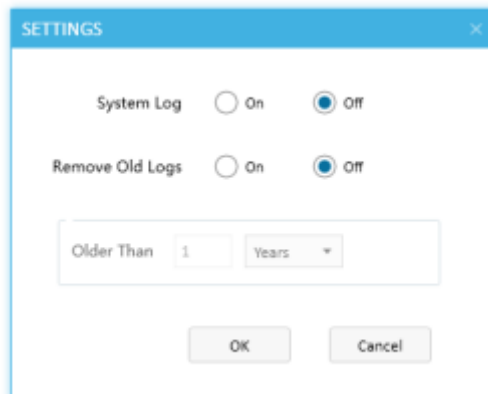 SETTINGS
System Log On Off
Remove Old Logs On Off
Older Than 1 Years
OK Cancel